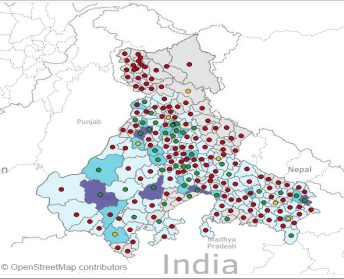 Punjab
Nepal
Madhya
Pradesh
India
© OpenStreetMap contributors